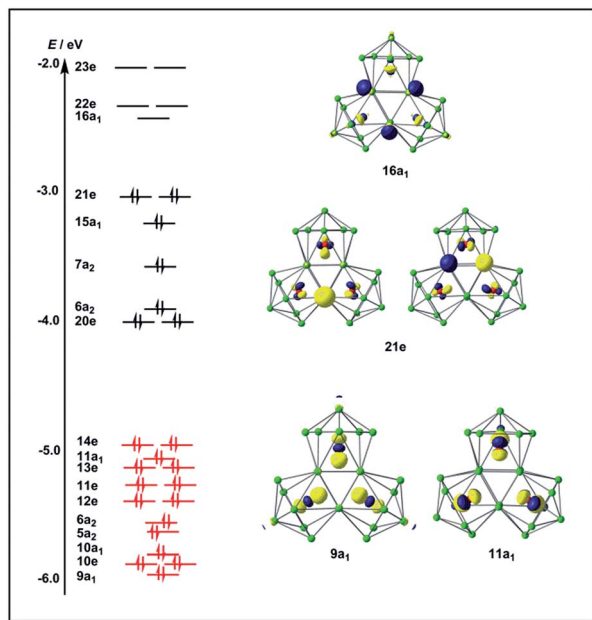 E / eV
-2.0
23e
22e
16a₁
16a₁
-3.0
21e
15a₁
7a₂
6a₂
-4.0
20e
21e
-5.0
14e
11a₁
13e
11e
12e
6a₂
5a₂
10a₁
10e
-6.0
9a₁
9a₁
11a₁